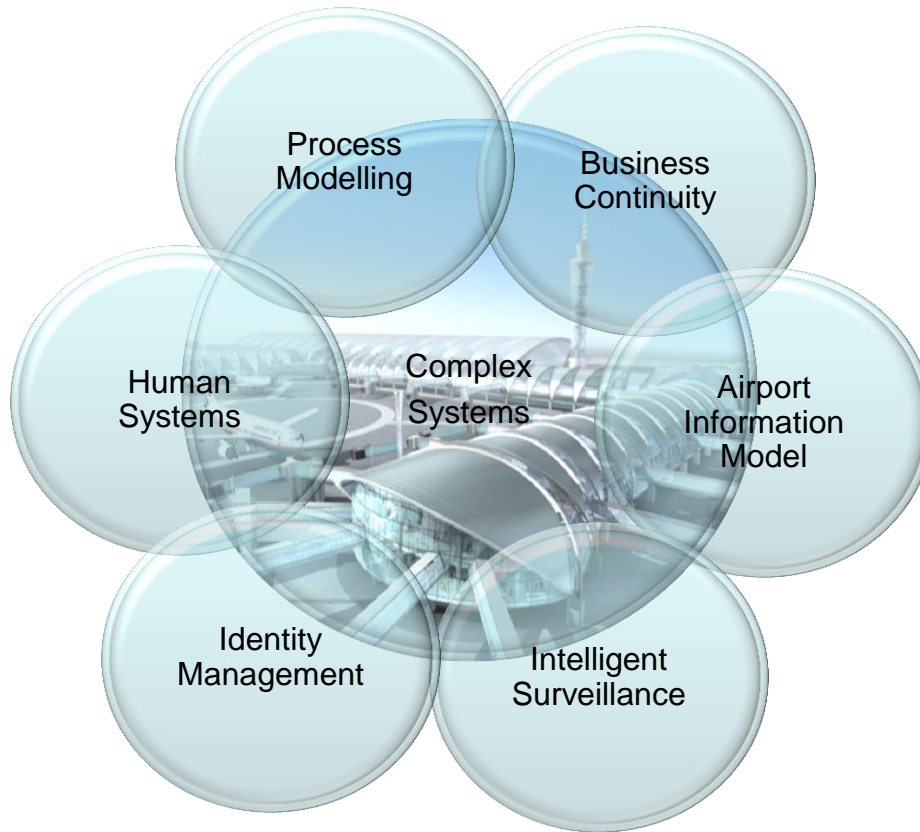 Process
Modelling
Business
Continuity
Human
Systems
Complex
Systems
Airport
Information
Model
Identity
Management
Intelligent
Surveillance